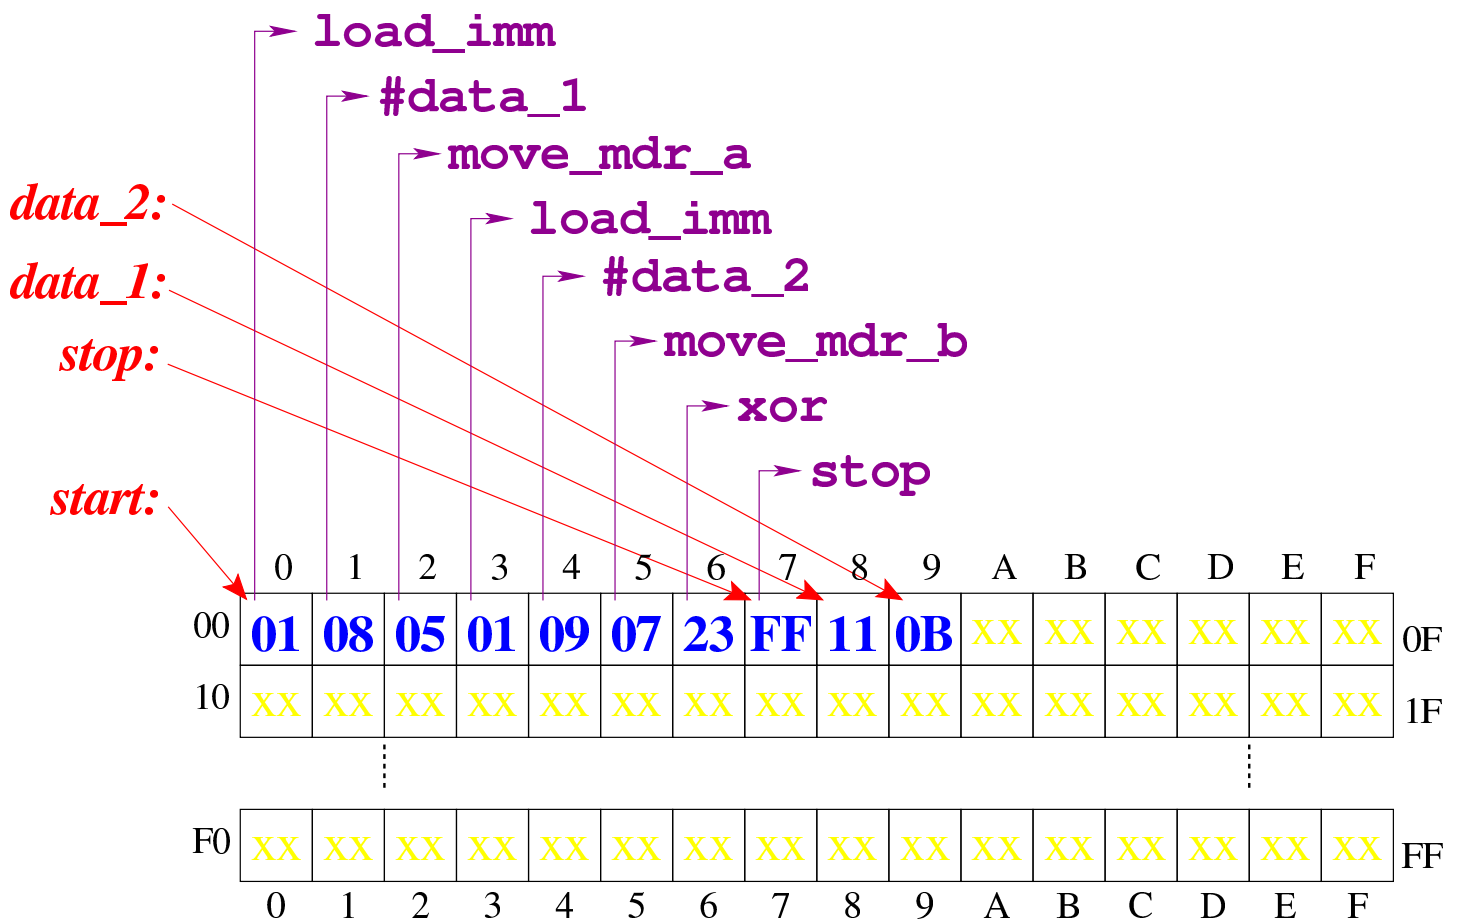 load_imm
#data_1
move_mdr_a
data_2:
load_imm
data_1:
#data_2
stop:
move_mdr_b
xor
stop
start:
0 1 2 3 4 5 6 7 8 9 A B C D E F
00 01 08 05 01 09 07 23 FF 11 0B XX XX XX XX XX XX 0F
10 XX XX XX XX XX XX XX XX XX XX XX XX XX XX XX XX 1F
F0 XX XX XX XX XX XX XX XX XX XX XX XX XX XX XX XX FF
0 1 2 3 4 5 6 7 8 9 A B C D E F